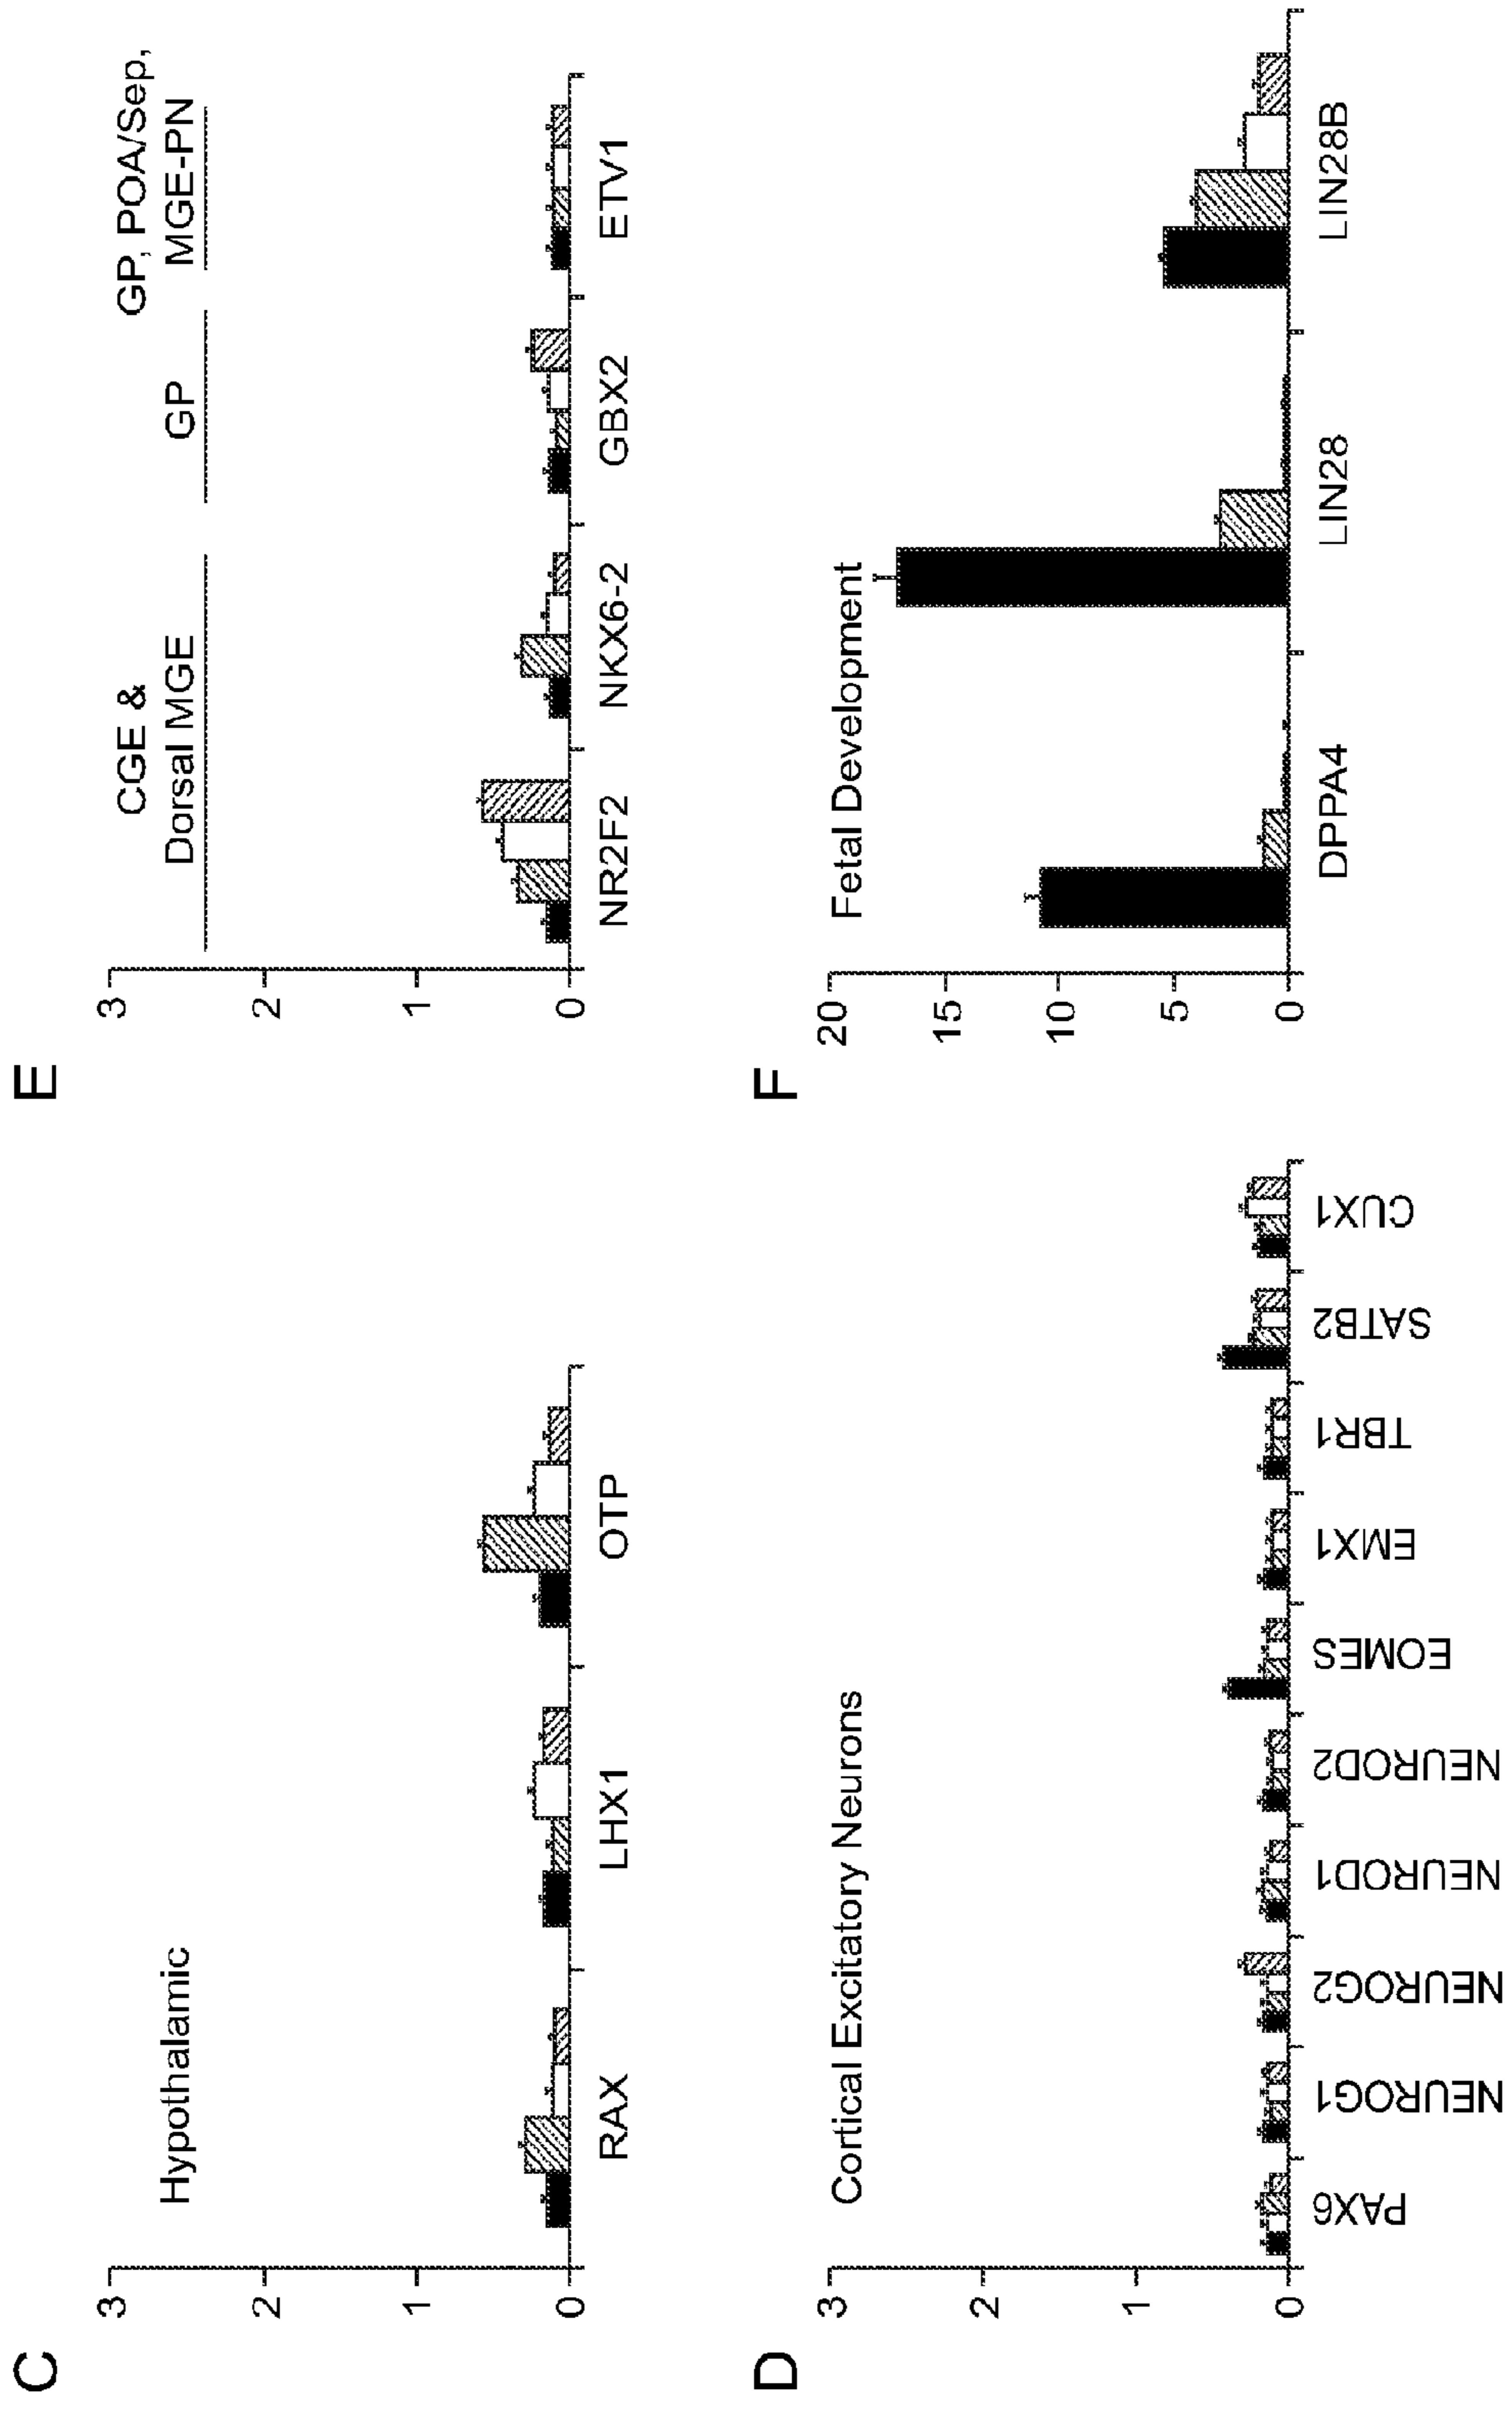 C
Hypothalamic
3
2
1
0
RAX
LHX1
OTP
D
Cortical Excitatory Neurons
3
2
1
0
PAX6
NEUROG1
NEUROG2
NEUROD1
NEUROD2
EOMES
EMX1
TBR1
SATB2
CUX1
E
CGE &
Dorsal MGE
GP
GP, POA/Sep,
MGE-PN
3
2
1
0
NR2F2
NKX6-2
GBX2
ETV1
F
Fetal Development
20
15
10
5
0
DPPA4
LIN28
LIN28B